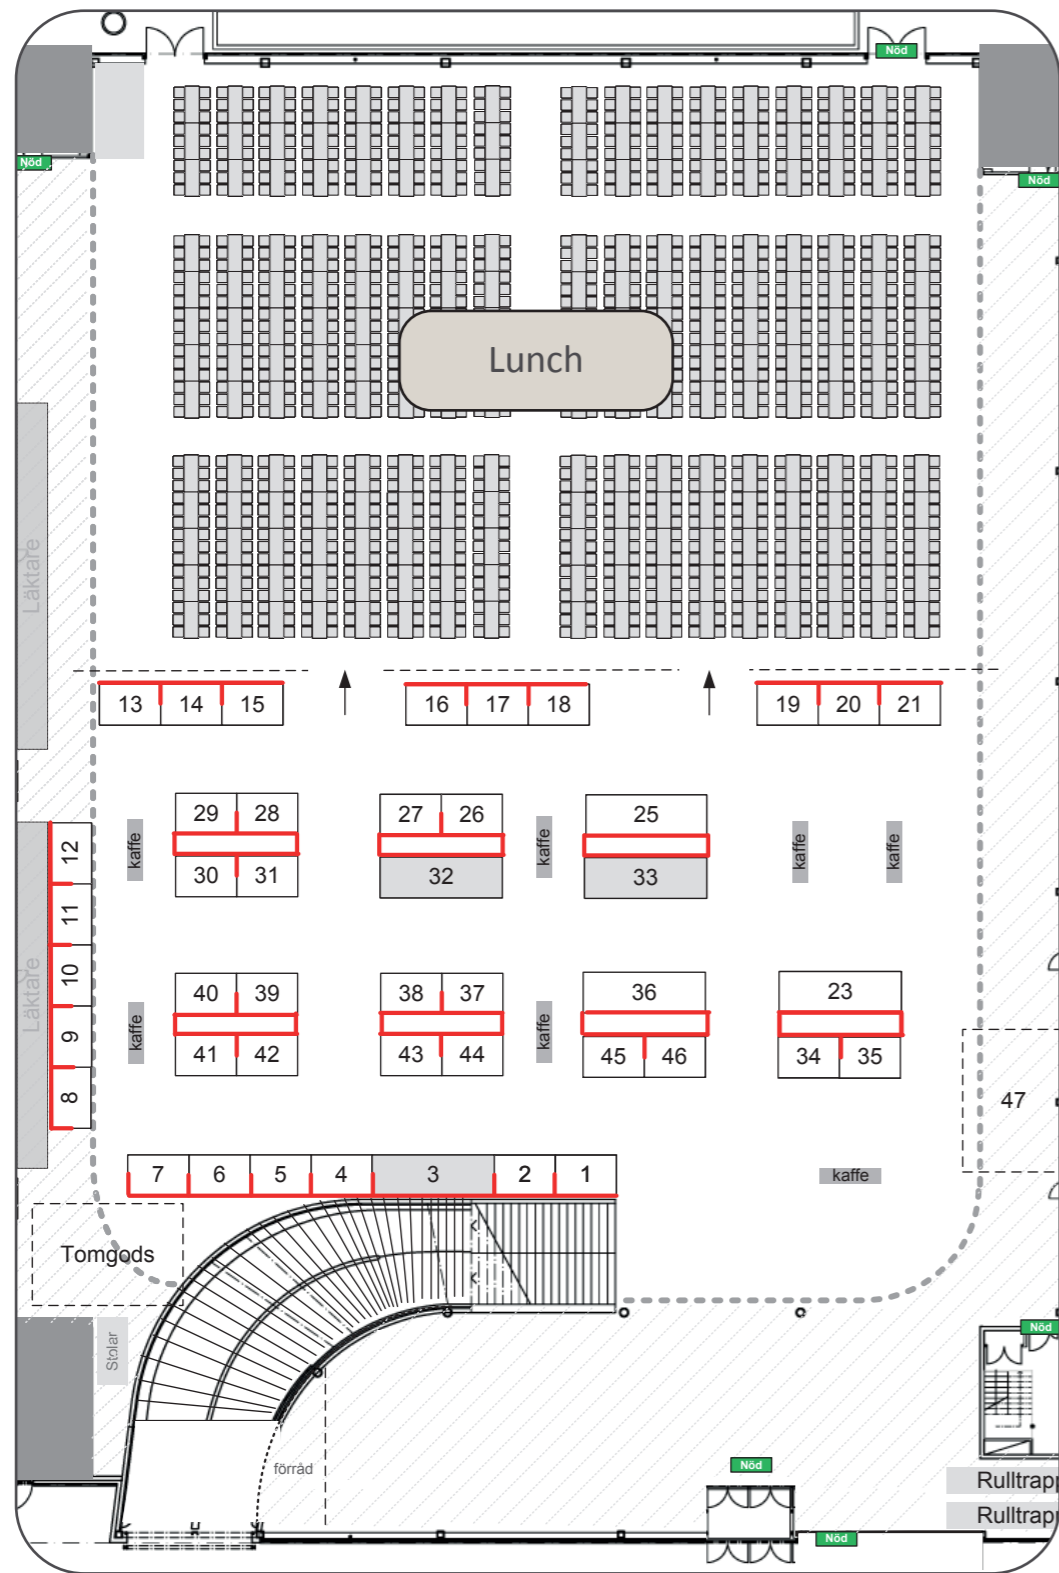 Nöd
Nöd
Nöd
Lunch
Läktare
13 14 15
16 17 18
19 20 21
29 28
27 26
25
kaffe
kaffe
kaffe
kaffe
30 31
32
33
12
11
10
9
8
Läktare
40 39
38 37
36
23
kaffe
kaffe
41 42
43 44
45 46
34 35
47
7 6 5 4 3 2 1
kaffe
Tomgods
Stolar
Nöd
förråd
Nöd
Rulltrapp
Rulltrapp
Nöd